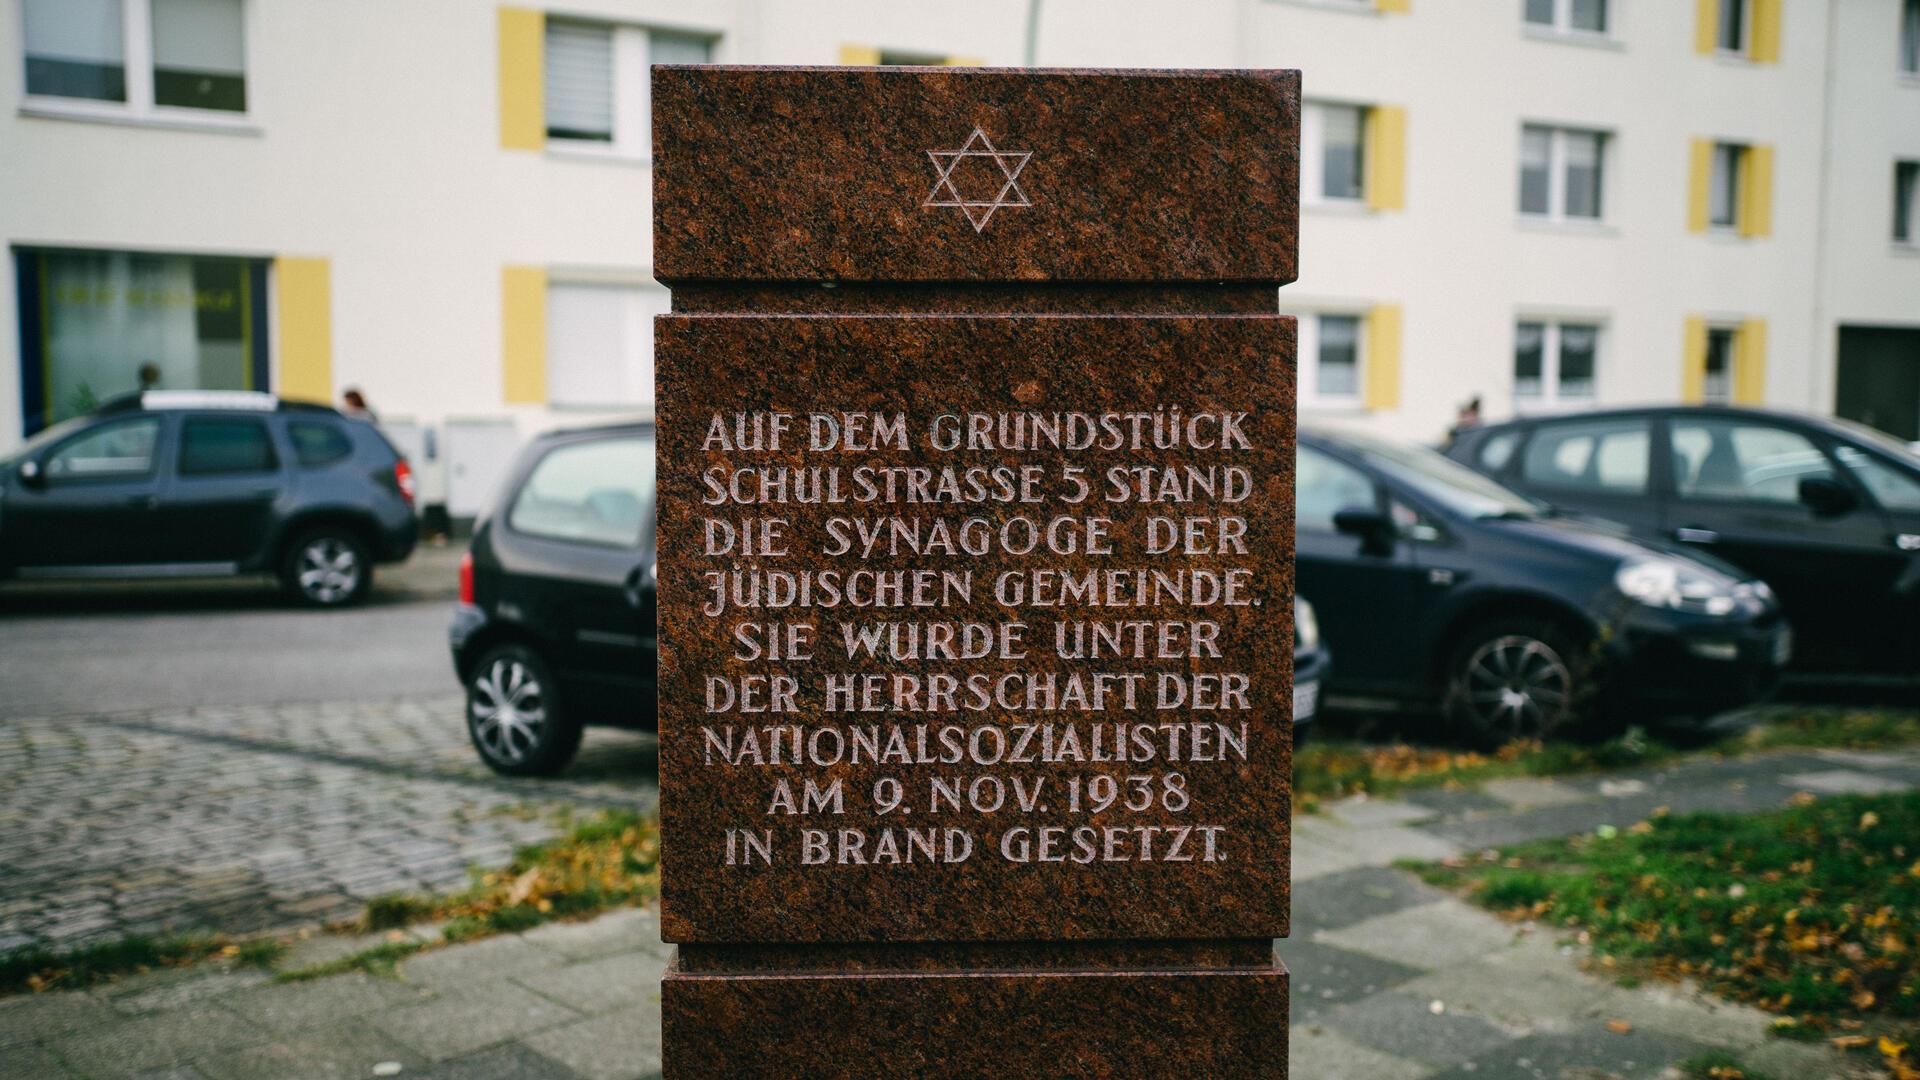 AUF DEM GRUNDSTÜCK
SCHULSTRASSE 5 STAND
DIE SYNAGOGE DER
JÜDISCHEN GEMEINDE.
SIE WURDE UNTER
DER HERRSCHAFT DER
NATIONALSOZIALISTEN
AM 9. NOV. 1938
IN BRAND GESETZT.